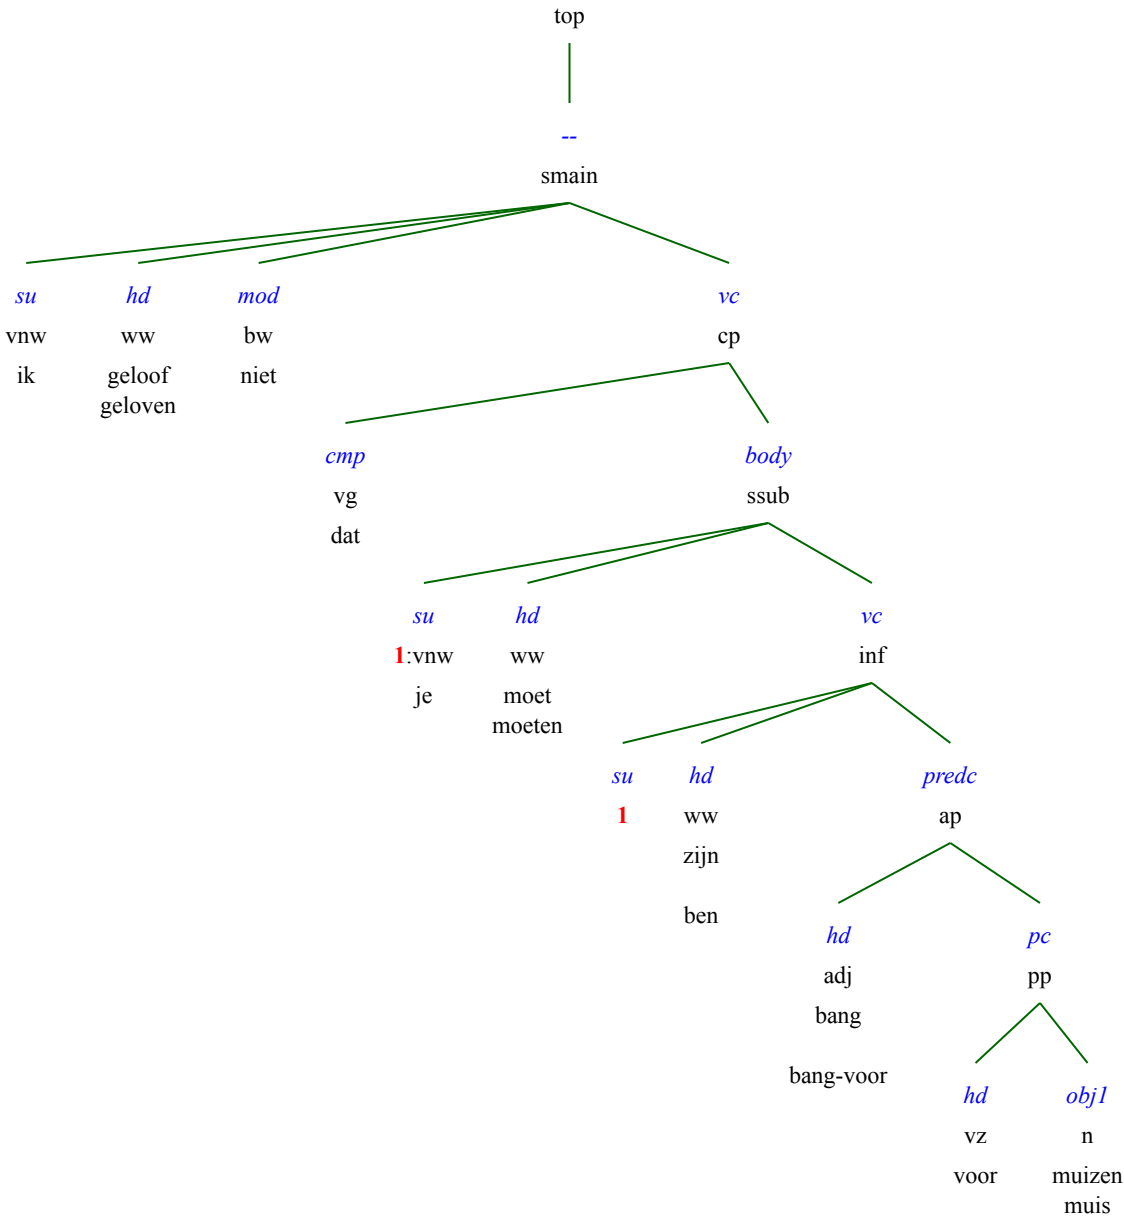 top
--
smain
su hd mod vc
vnw ww bw cp
ik geloof niet
geloven
cmp body
vg ssub
dat
su hd vc
1:vnw ww inf
je moet
moeten
su hd predc
1 ww ap
zijn
ben
hd pc
adj pp
bang
bang-voor
hd obj1
vz n
voor muizen
muis